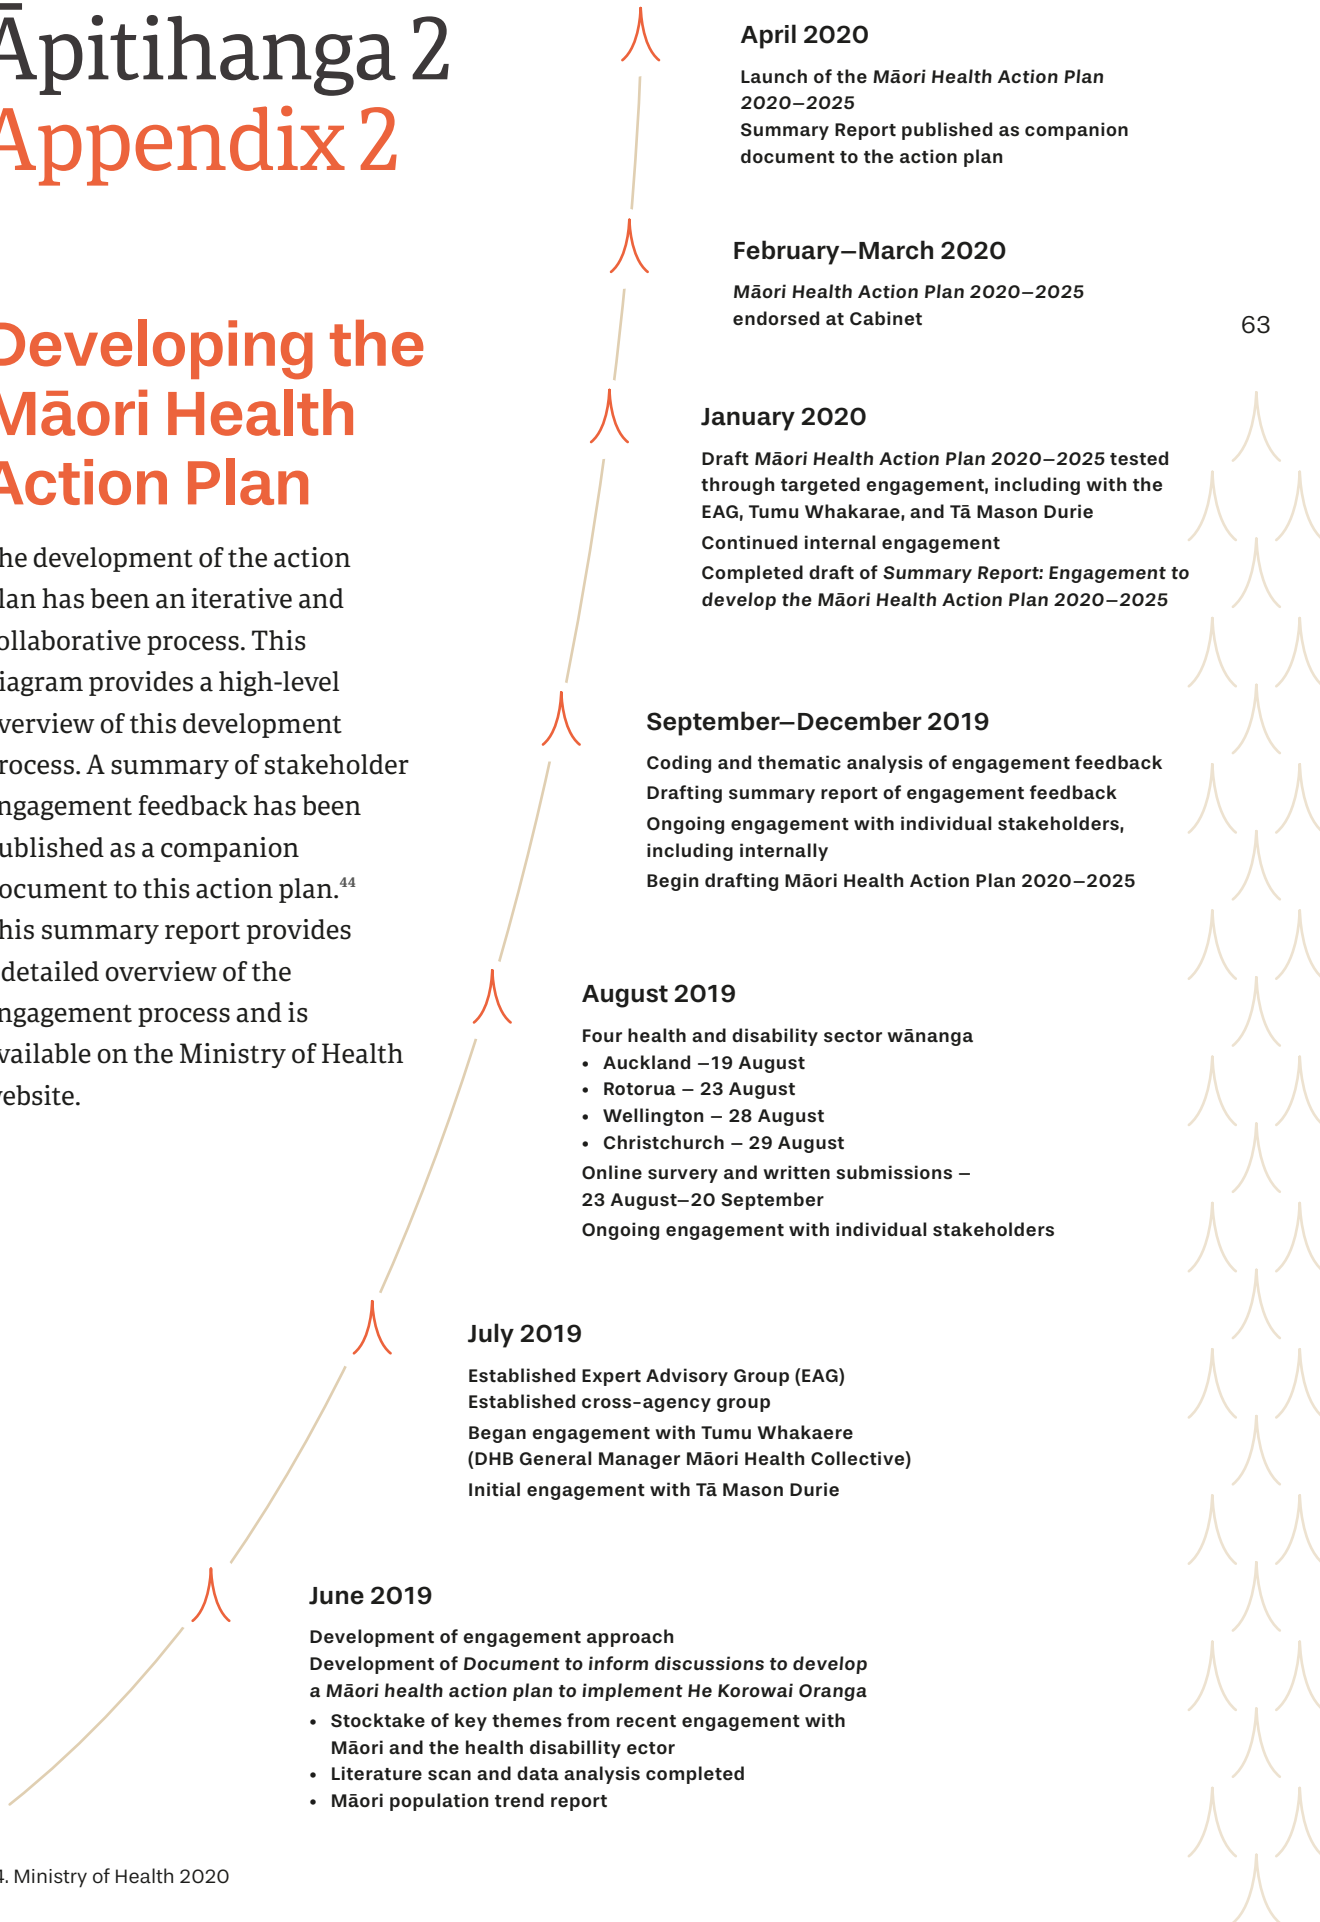 Āpitihanga 2
Appendix 2
Developing the
Māori Health
Action Plan
he development of the action
lan has been an iterative and
ollaborative process. This
iagram provides a high-level
verview of this development
rocess. A summary of stakeholder
ngagement feedback has been
ublished as a companion
ocument to this action plan.44
his summary report provides
detailed overview of the
ngagement process and is
vailable on the Ministry of Health
ebsite.
April 2020
Launch of the Māori Health Action Plan
2020–2025
Summary Report published as companion
document to the action plan
February–March 2020
Māori Health Action Plan 2020–2025
endorsed at Cabinet
63
January 2020
Draft Māori Health Action Plan 2020–2025 tested
through targeted engagement, including with the
EAG, Tumu Whakarae, and Tā Mason Durie
Continued internal engagement
Completed draft of Summary Report: Engagement to
develop the Māori Health Action Plan 2020–2025
September–December 2019
Coding and thematic analysis of engagement feedback
Drafting summary report of engagement feedback
Ongoing engagement with individual stakeholders,
including internally
Begin drafting Māori Health Action Plan 2020–2025
August 2019
Four health and disability sector wānanga
• Auckland –19 August
• Rotorua – 23 August
• Wellington – 28 August
• Christchurch – 29 August
Online survery and written submissions –
23 August–20 September
Ongoing engagement with individual stakeholders
July 2019
Established Expert Advisory Group (EAG)
Established cross-agency group
Began engagement with Tumu Whakaere
(DHB General Manager Māori Health Collective)
Initial engagement with Tā Mason Durie
June 2019
Development of engagement approach
Development of Document to inform discussions to develop
a Māori health action plan to implement He Korowai Oranga
• Stocktake of key themes from recent engagement with
Māori and the health disabillity ector
• Literature scan and data analysis completed
• Māori population trend report
4. Ministry of Health 2020